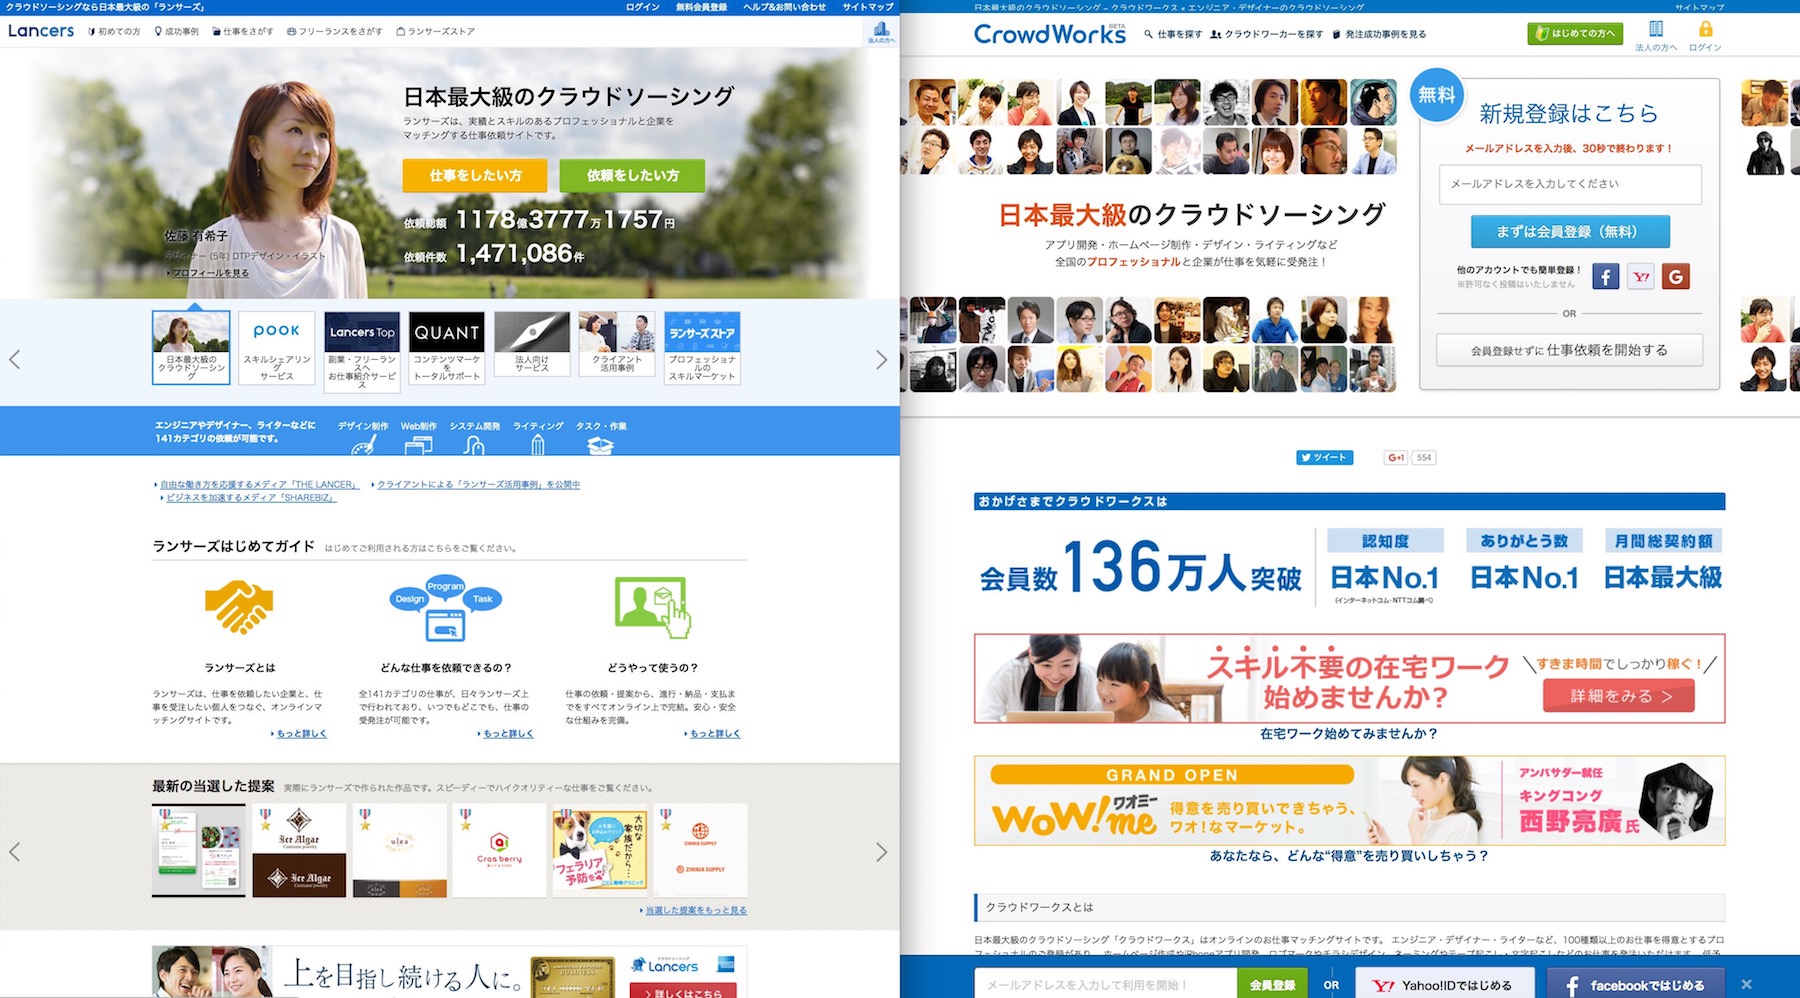 クラウドソーシングなら日本最大級の「ランサーズ」
ログイン 無料会員登録 ヘルプ&お問い合わせ サイトマップ
Lancers 初めての方 成功事例 仕事をさがす フリーランスをさがす ランサーズストア 法人の方へ
日本最大級のクラウドソーシング
ランサーズは、実績とスキルのあるプロフェッショナルと企業を
マッチングする仕事依頼サイトです。
仕事をしたい方 依頼をしたい方
依頼総額 1178億3777万1757円
依頼件数 1,471,086件
佐藤 有希子
デザイナー (5年) DTPデザイン・イラスト
プロフィールを見る
日本最大級の
クラウドソーシン
グ
pook
スキルシェアリン
グ
サービス
Lancers Top
副業・フリーラン
スへ
お仕事紹介サービ
ス
QUANT
コンテンツマーケ
を
トータルサポート
法人向け
サービス
クライアント
活用事例
ランサーズストア
プロフェッショナ
ルの
スキルマーケット
エンジニアやデザイナー、ライターなどに
141カテゴリの依頼が可能です。
デザイン制作 Web制作 システム開発 ライティング タスク・作業
自由な働き方を応援するメディア「THE LANCER」 クライアントによる「ランサーズ活用事例」を公開中
ビジネスを加速するメディア「SHAREBIZ」
ランサーズはじめてガイド はじめてご利用される方はこちらをご覧ください。
Design Program Task
ランサーズとは
ランサーズは、仕事を依頼したい企業と、仕
事を受注したい個人をつなぐ、オンラインマ
ッチングサイトです。
もっと詳しく
どんな仕事を依頼できるの？
全141カテゴリの仕事が、日々ランサーズ上
で行われており、いつでもどこでも、仕事の
受発注が可能です。
もっと詳しく
どうやって使うの？
仕事の依頼・提案から、進行・納品・支払ま
でをすべてオンライン上で完結。安心・安全
な仕組みを完備。
もっと詳しく
最新の当選した提案 実際にランサーズで作られた作品です。スピーディーでハイクオリティーな仕事をご覧ください。
Ice Algae
Costume jewelry
Ice Algae
Costume jewelry
ulea
Cras berry
大切な
家族だから…
フェラリア
予防を
ZINNIA SUPPLY
ZINNIA SUPPLY
当選した提案をもっと見る
上を目指し続ける人に。
AMERICAN EXPRESS
BUSINESS
Lancers
詳しくはこちら
日本最大級のクラウドソーシング – クラウドワークス « エンジニア・デザイナーのクラウドソーシング
サイトマップ
CrowdWorks BETA 仕事を探す クラウドワーカーを探す 発注成功事例を見る はじめての方へ 法人の方へ ログイン
日本最大級のクラウドソーシング
アプリ開発・ホームページ制作・デザイン・ライティングなど
全国のプロフェッショナルと企業が仕事を気軽に受発注！
無料
新規登録はこちら
メールアドレスを入力後、30秒で終わります！
メールアドレスを入力してください
まずは会員登録（無料）
他のアカウントでも簡単登録！
※許可なく投稿はいたしません
f Y! G
OR
会員登録せずに仕事依頼を開始する
ツイート G+1 554
おかげさまでクラウドワークスは
会員数136万人突破
認知度
日本No.1
(インターネットコム・NTTコム調べ)
ありがとう数
日本No.1
月間総契約額
日本最大級
スキル不要の在宅ワーク
始めませんか?
すきま時間でしっかり稼ぐ！
詳細をみる >
在宅ワーク始めてみませんか？
GRAND OPEN
WoW!me ワオミー
得意を売り買いできちゃう、
ワオ！なマーケット。
アンバサダー就任
キングコング
西野亮廣氏
あなたなら、どんな“得意”を売り買いしちゃう？
クラウドワークスとは
日本最大級のクラウドソーシング「クラウドワークス」はオンラインのお仕事マッチングサイトです。 エンジニア・デザイナー・ライターなど、100種類以上のお仕事を得意とするプロ
メールアドレスを入力して利用を開始！ 会員登録 OR Y! Yahoo!IDではじめる f facebookではじめる ×